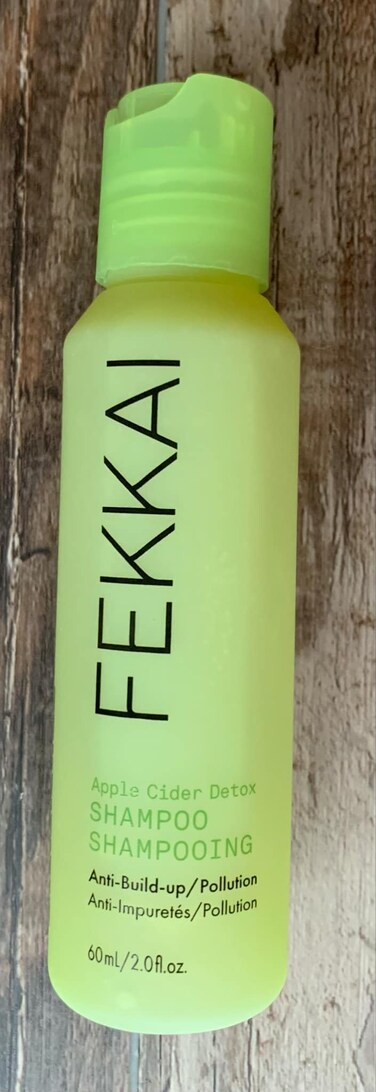 FEKKAI
Apple Cider Detox
SHAMPOO
SHAMPOOING
Anti-Build-up/Pollution
Anti-Impuretés/Pollution
60mL/2.0fl.oz.